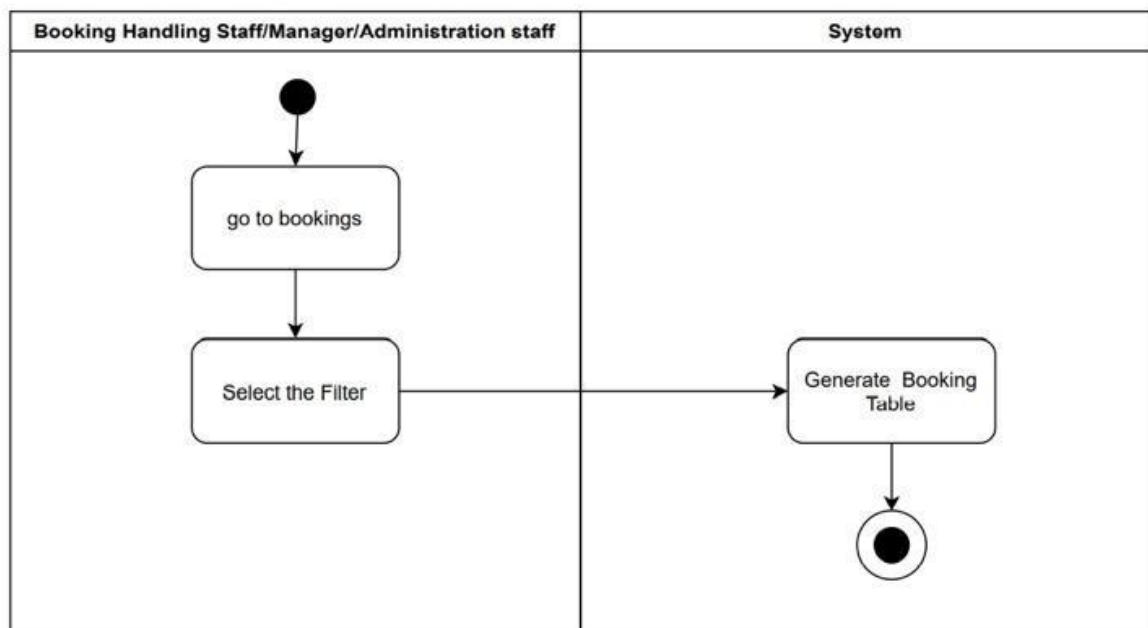 Booking Handling Staff/Manager/Administration staff
System
go to bookings
Select the Filter
Generate Booking
Table